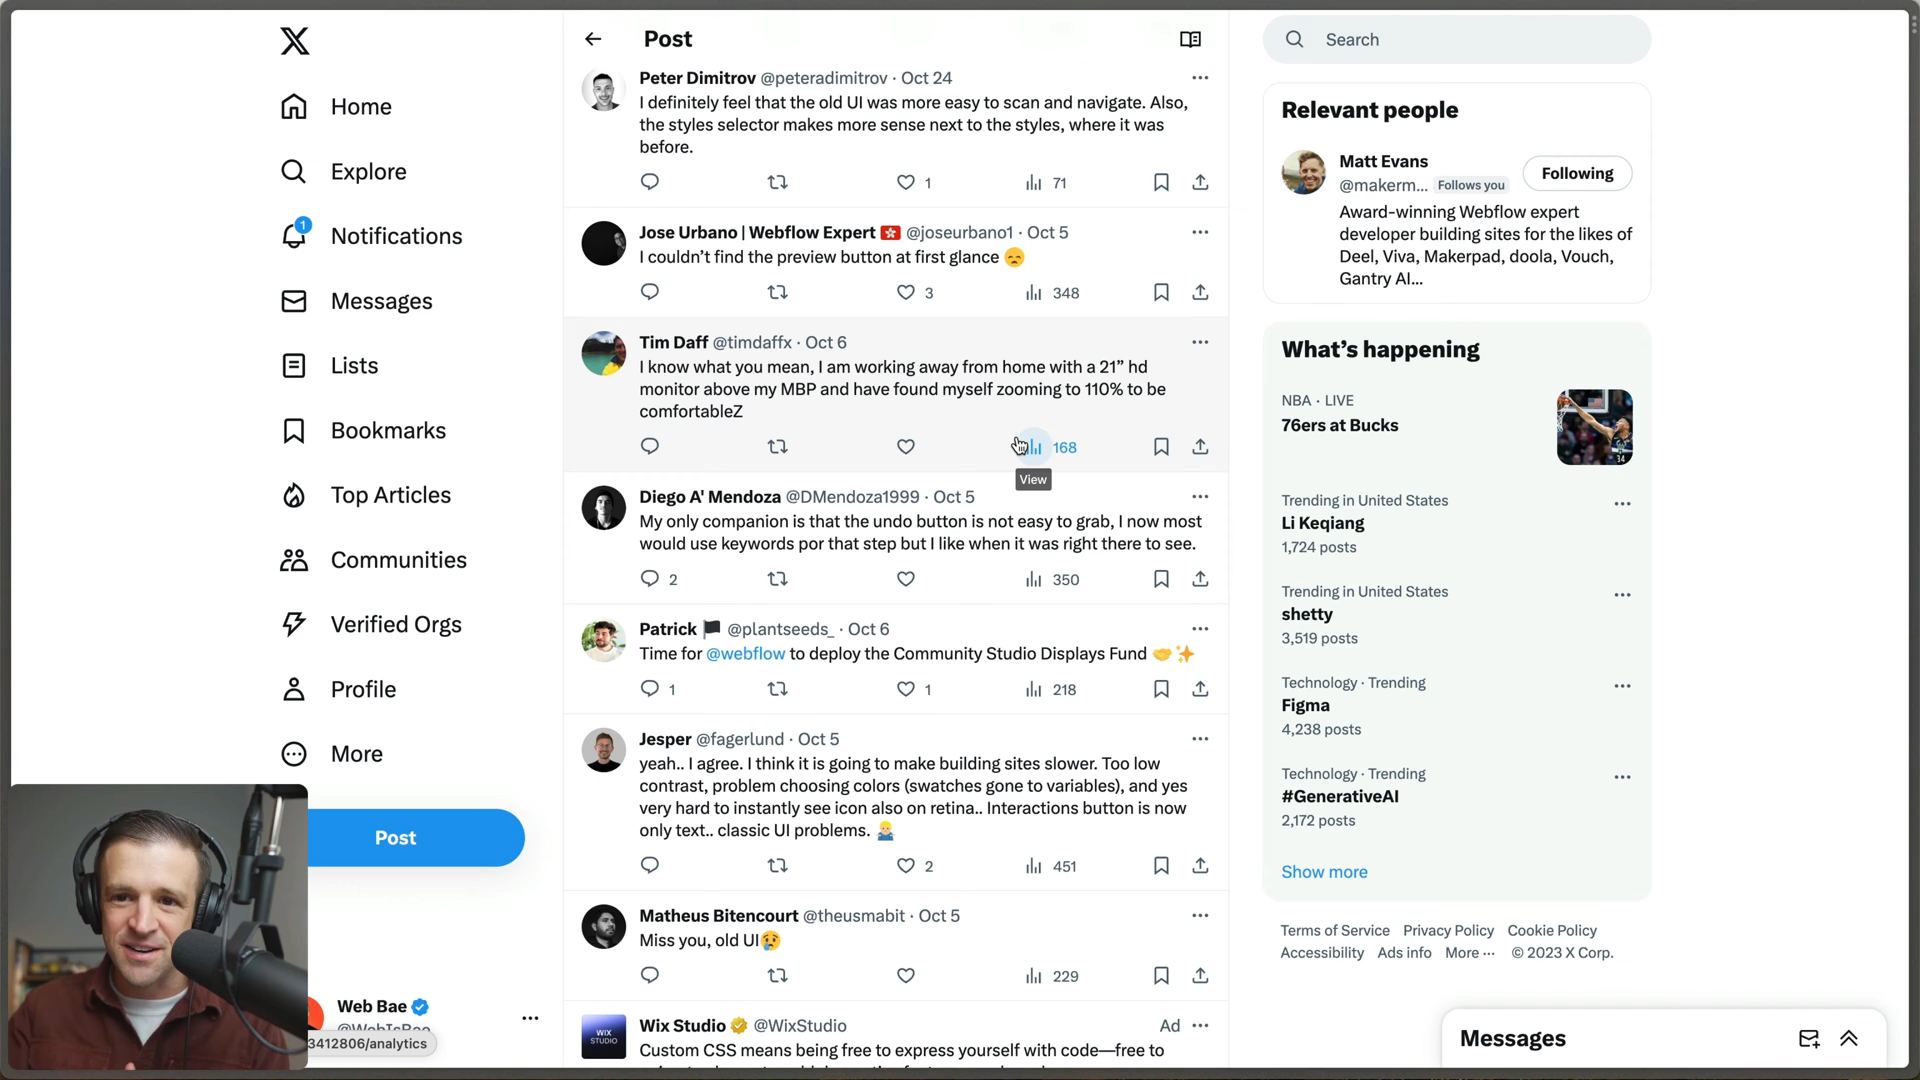 Home
Explore
1
Notifications
Messages
Lists
Bookmarks
Top Articles
Communities
Verified Orgs
Profile
More
Post
Web Bae
3412806/analytics
Post
Peter Dimitrov @peteradimitrov · Oct 24
I definitely feel that the old UI was more easy to scan and navigate. Also,
the styles selector makes more sense next to the styles, where it was
before.
1 71
Jose Urbano | Webflow Expert 🇭🇰 @joseurbano1 · Oct 5
I couldn’t find the preview button at first glance 😞
3 348
Tim Daff @timdaffx · Oct 6
I know what you mean, I am working away from home with a 21” hd
monitor above my MBP and have found myself zooming to 110% to be
comfortableZ
168
View
Diego A' Mendoza @DMendoza1999 · Oct 5
My only companion is that the undo button is not easy to grab, I now most
would use keywords por that step but I like when it was right there to see.
2 350
Patrick 🏴 @plantseeds_ · Oct 6
Time for @webflow to deploy the Community Studio Displays Fund 🤝✨
1 1 218
Jesper @fagerlund · Oct 5
yeah.. I agree. I think it is going to make building sites slower. Too low
contrast, problem choosing colors (swatches gone to variables), and yes
very hard to instantly see icon also on retina.. Interactions button is now
only text.. classic UI problems. 🤷🏼‍♂️
2 451
Matheus Bitencourt @theusmabit · Oct 5
Miss you, old UI😢
229
WIX
STUDIO
Wix Studio @WixStudio Ad
Custom CSS means being free to express yourself with code—free to
Search
Relevant people
Matt Evans
@makerm... Follows you
Following
Award-winning Webflow expert
developer building sites for the likes of
Deel, Viva, Makerpad, doola, Vouch,
Gantry AI...
What’s happening
NBA · LIVE
76ers at Bucks
34
Trending in United States
Li Keqiang
1,724 posts
Trending in United States
shetty
3,519 posts
Technology · Trending
Figma
4,238 posts
Technology · Trending
#GenerativeAI
2,172 posts
Show more
Terms of Service Privacy Policy Cookie Policy
Accessibility Ads info More ··· © 2023 X Corp.
Messages